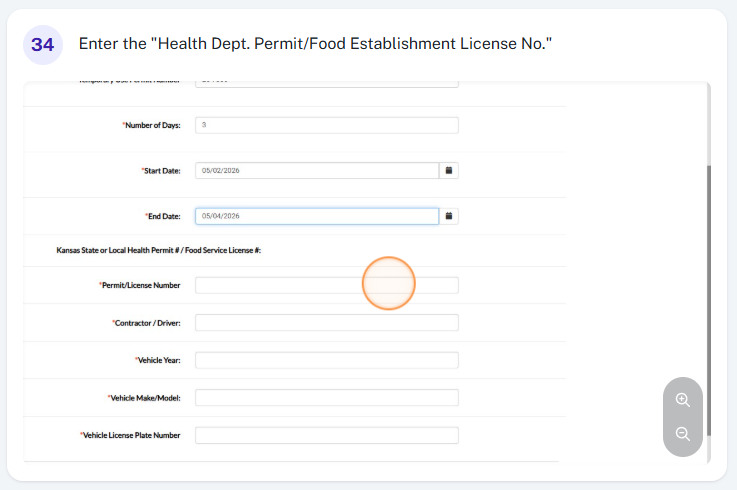 34 Enter the "Health Dept. Permit/Food Establishment License No."
*Number of Days: 3
*Start Date: 05/02/2026
*End Date: 05/04/2026
Kansas State or Local Health Permit # / Food Service License #:
*Permit/License Number
*Contractor / Driver:
*Vehicle Year:
*Vehicle Make/Model:
*Vehicle License Plate Number